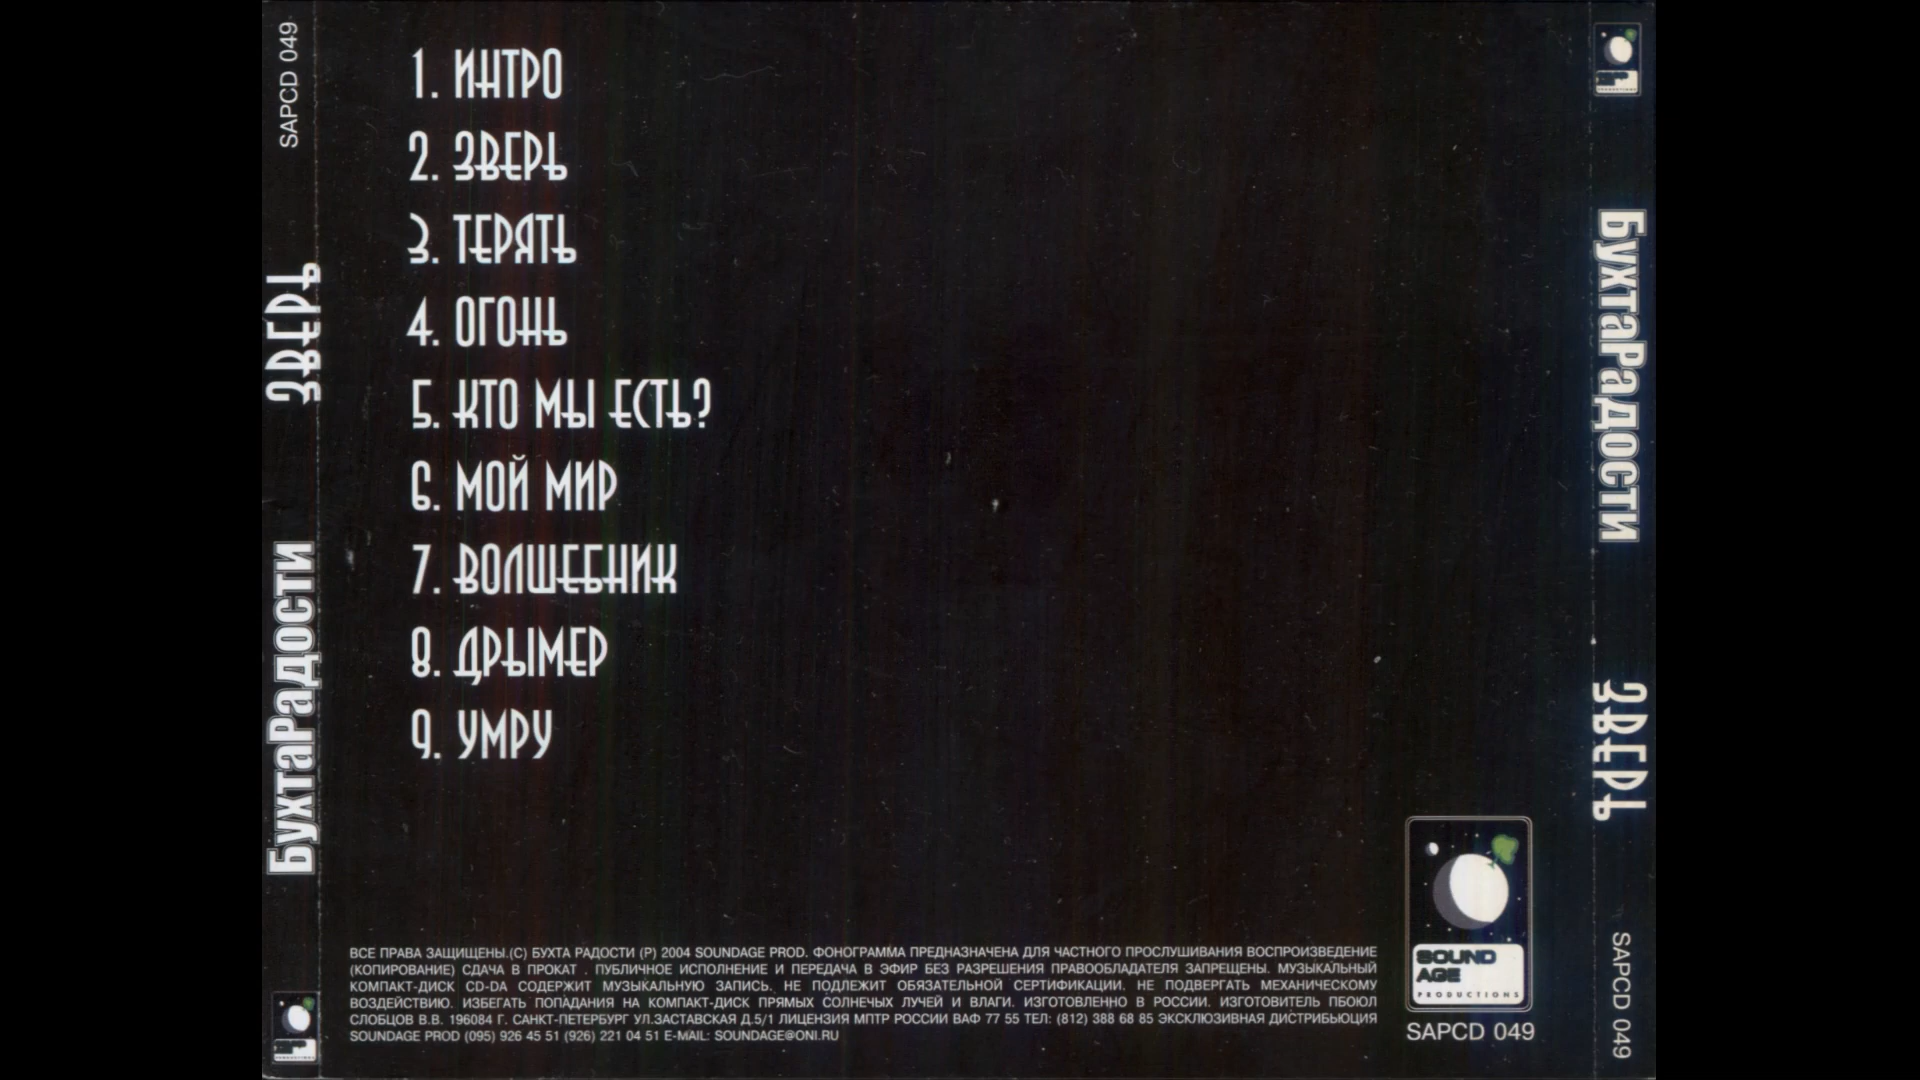 SAPCD 049
ЗВЕРЬ
БухтаРадости
1. ИНТРО
2. ЗВЕРЬ
3. ТЕРЯТЬ
4. ОГОНЬ
5. КТО МЫ ЕСТЬ?
6. МОЙ МИР
7. ВОЛШЕБНИК
8. ДРЫМЕР
9. УМРУ
ВСЕ ПРАВА ЗАЩИЩЕНЫ.(С) БУХТА РАДОСТИ (P) 2004 SOUNDAGE PROD. ФОНОГРАММА ПРЕДНАЗНАЧЕНА ДЛЯ ЧАСТНОГО ПРОСЛУШИВАНИЯ ВОСПРОИЗВЕДЕНИЕ
(КОПИРОВАНИЕ) СДАЧА В ПРОКАТ . ПУБЛИЧНОЕ ИСПОЛНЕНИЕ И ПЕРЕДАЧА В ЭФИР БЕЗ РАЗРЕШЕНИЯ ПРАВООБЛАДАТЕЛЯ ЗАПРЕЩЕНЫ. МУЗЫКАЛЬНЫЙ
КОМПАКТ-ДИСК CD-DA СОДЕРЖИТ МУЗЫКАЛЬНУЮ ЗАПИСЬ. НЕ ПОДЛЕЖИТ ОБЯЗАТЕЛЬНОЙ СЕРТИФИКАЦИИ. НЕ ПОДВЕРГАТЬ МЕХАНИЧЕСКОМУ
ВОЗДЕЙСТВИЮ. ИЗБЕГАТЬ ПОПАДАНИЯ НА КОМПАКТ-ДИСК ПРЯМЫХ СОЛНЕЧНЫХ ЛУЧЕЙ И ВЛАГИ. ИЗГОТОВЛЕННО В РОССИИ. ИЗГОТОВИТЕЛЬ ПБОЮЛ
СЛОБЦОВ В.В. 196084 Г. САНКТ-ПЕТЕРБУРГ УЛ.ЗАСТАВСКАЯ Д.5/1 ЛИЦЕНЗИЯ МПТР РОССИИ ВАФ 77 55 ТЕЛ: (812) 388 68 85 ЭКСКЛЮЗИВНАЯ ДИСТРИБЬЮЦИЯ
SOUNDAGE PROD (095) 926 45 51 (926) 221 04 51 E-MAIL: SOUNDAGE@ONI.RU
SOUND
AGE
PRODUCTIONS
SAPCD 049
БухтаРадости
ЗВЕРЬ
SAPCD 049